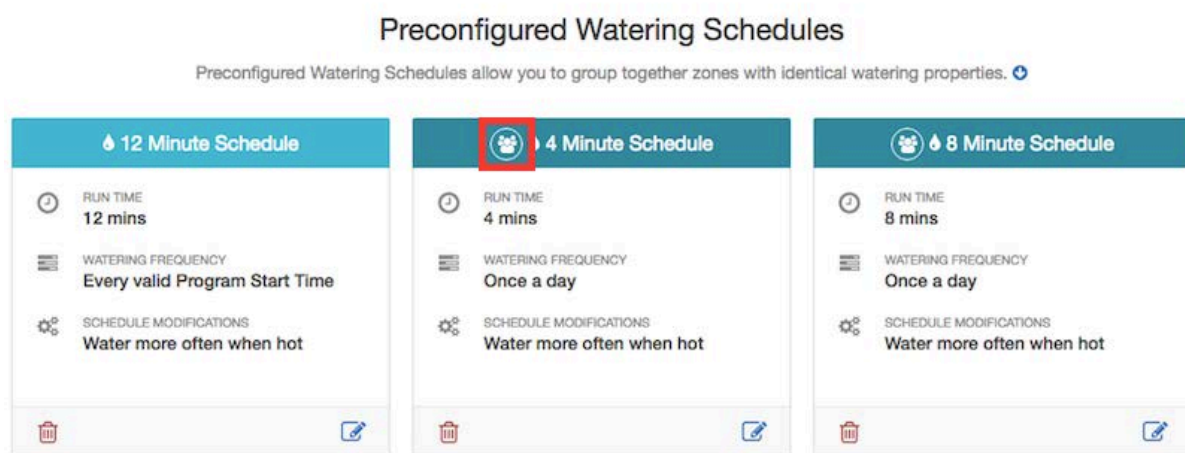 Preconfigured Watering Schedules
Preconfigured Watering Schedules allow you to group together zones with identical watering properties.
12 Minute Schedule
RUN TIME
12 mins
WATERING FREQUENCY
Every valid Program Start Time
SCHEDULE MODIFICATIONS
Water more often when hot
4 Minute Schedule
RUN TIME
4 mins
WATERING FREQUENCY
Once a day
SCHEDULE MODIFICATIONS
Water more often when hot
8 Minute Schedule
RUN TIME
8 mins
WATERING FREQUENCY
Once a day
SCHEDULE MODIFICATIONS
Water more often when hot